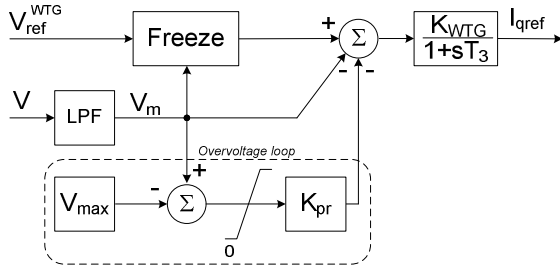 V_ref^WTG
Freeze
+
Σ
-
-
K_WTG
1+sT_3
I_qref
V
LPF
V_m
Overvoltage loop
+
V_max
-
Σ
0
K_pr